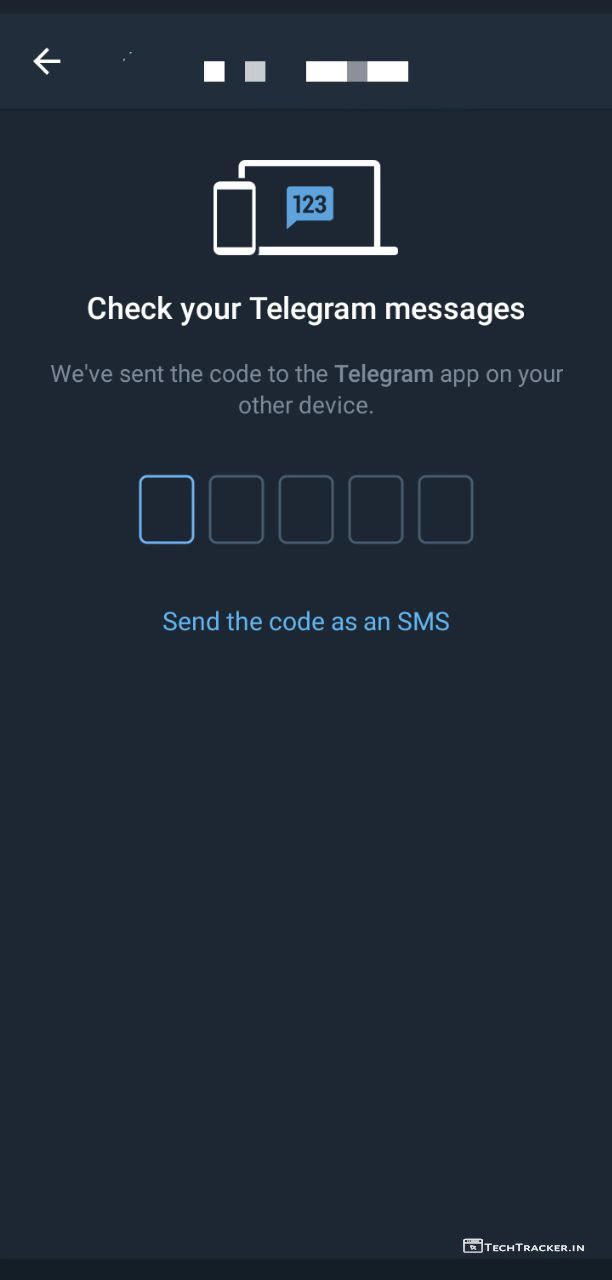 123
Check your Telegram messages
We've sent the code to the Telegram app on your
other device.
Send the code as an SMS
TECHTRACKER.IN